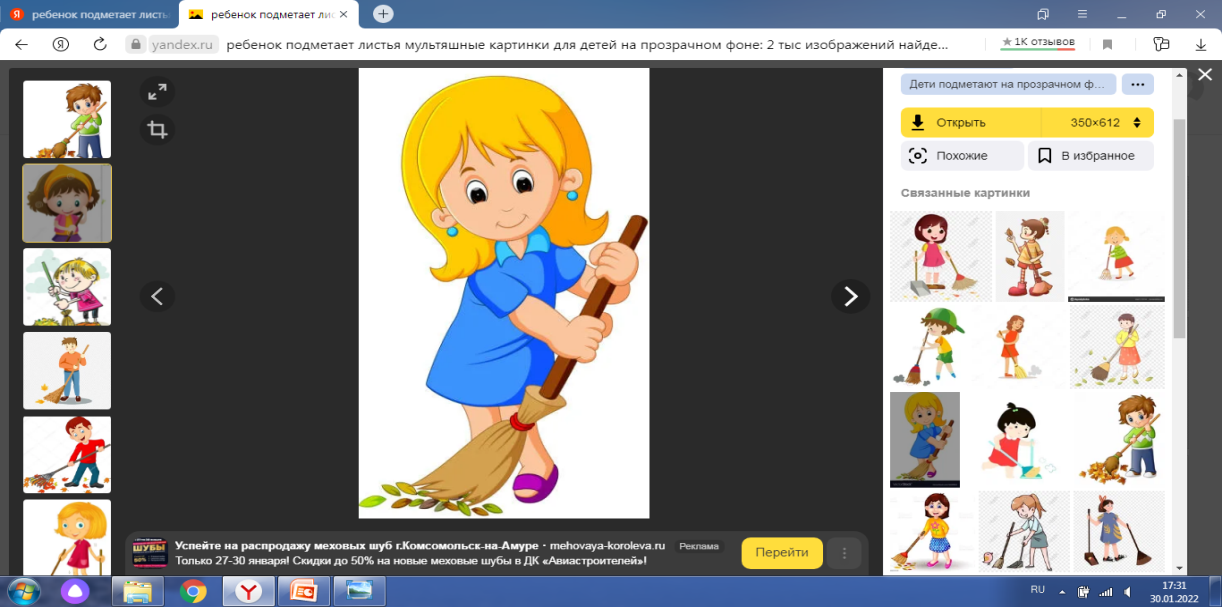 ребенок подметает листь
ребенок подметает лис
yandex.ru
ребенок подметает листья мультяшные картинки для детей на прозрачном фоне: 2 тыс изображений найде...
★ 1K отзывов
Дети подметают на прозрачном ф...
Открыть
350×612
Похожие
В избранное
Связанные картинки
ШУБЫ
Успейте на распродажу меховых шуб г.Комсомольск-на-Амуре · mehovaya-koroleva.ru
Реклама
Только 27-30 января! Скидки до 50% на новые меховые шубы в ДК «Авиастроителей»!
Перейти
RU
17:31
30.01.2022